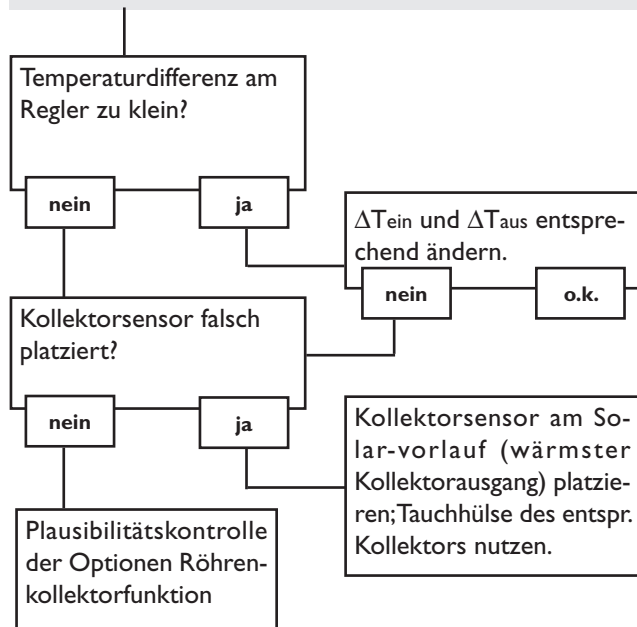 Temperaturdifferenz am
Regler zu klein?
nein
ja
ΔTein und ΔTaus entspre-
chend ändern.
nein
o.k.
Kollektorsensor falsch
platziert?
nein
ja
Kollektorsensor am So-
lar-vorlauf (wärmster
Kollektorausgang) platzie-
ren;Tauchhülse des entspr.
Kollektors nutzen.
Plausibilitätskontrolle
der Optionen Röhren-
kollektorfunktion